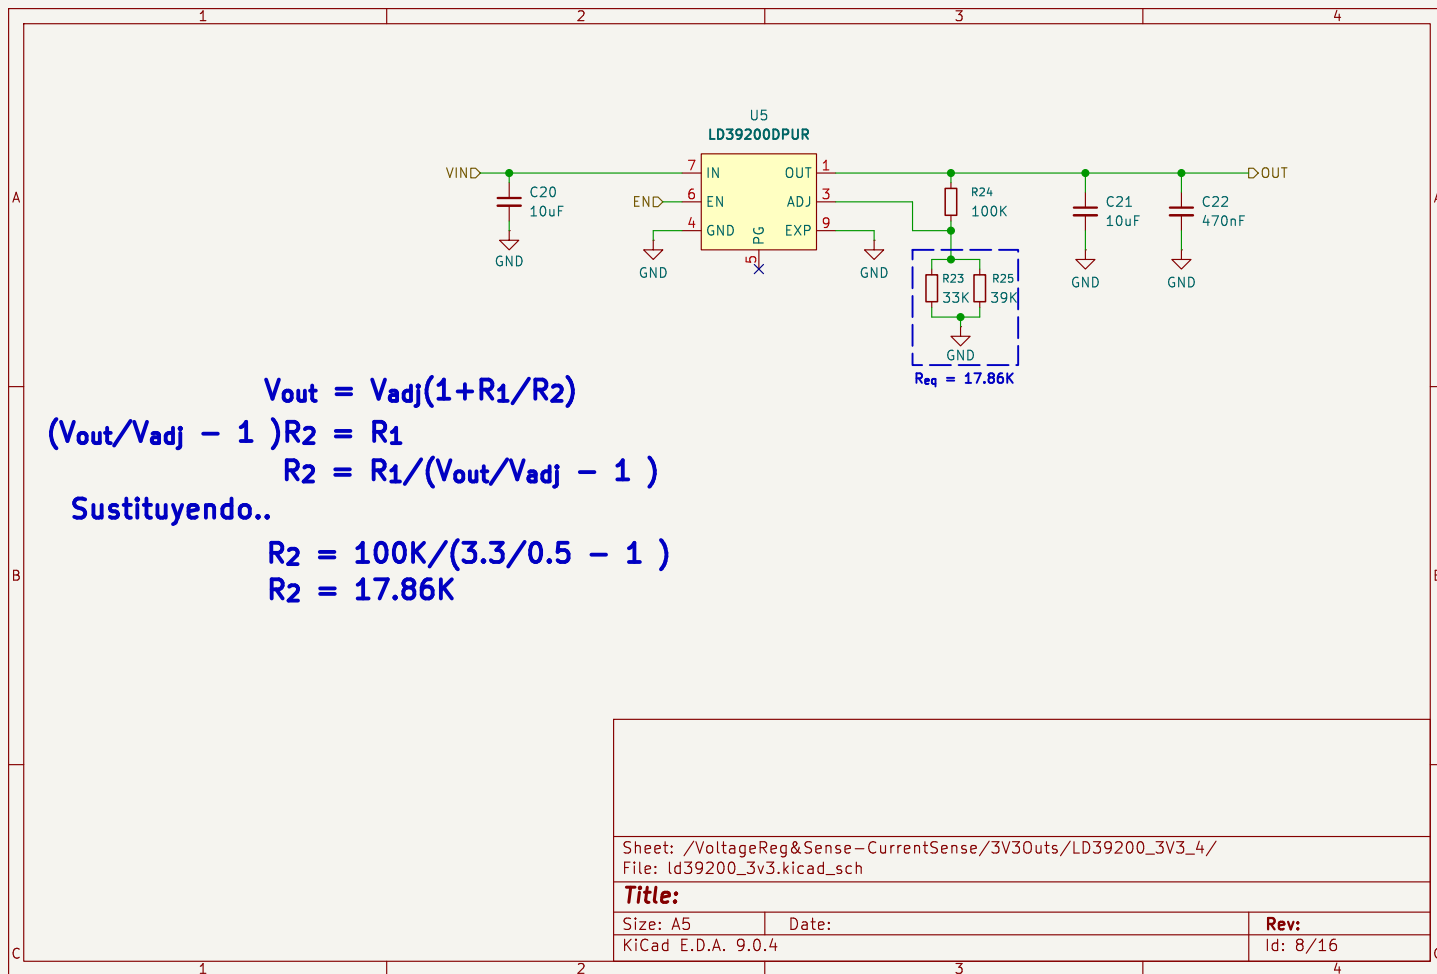 1 2 3 4
U5
LD39200DPUR
VIN 7 IN OUT 1 OUT
C20
10uF
GND
EN 6 EN ADJ 3
4 GND EXP 9
PG
5
GND
GND
R24
100K
C21
10uF
GND
C22
470nF
GND
R23
33K
R25
39K
GND
Req = 17.86K
A
Vout = Vadj(1+R1/R2)
(Vout/Vadj - 1 )R2 = R1
R2 = R1/(Vout/Vadj - 1 )
Sustituyendo..
R2 = 100K/(3.3/0.5 - 1 )
R2 = 17.86K
B
Sheet: /VoltageReg&Sense-CurrentSense/3V3Outs/LD39200_3V3_4/
File: ld39200_3v3.kicad_sch
Title:
Size: A5 Date: Rev:
KiCad E.D.A. 9.0.4 Id: 8/16
C
1 2 3 4